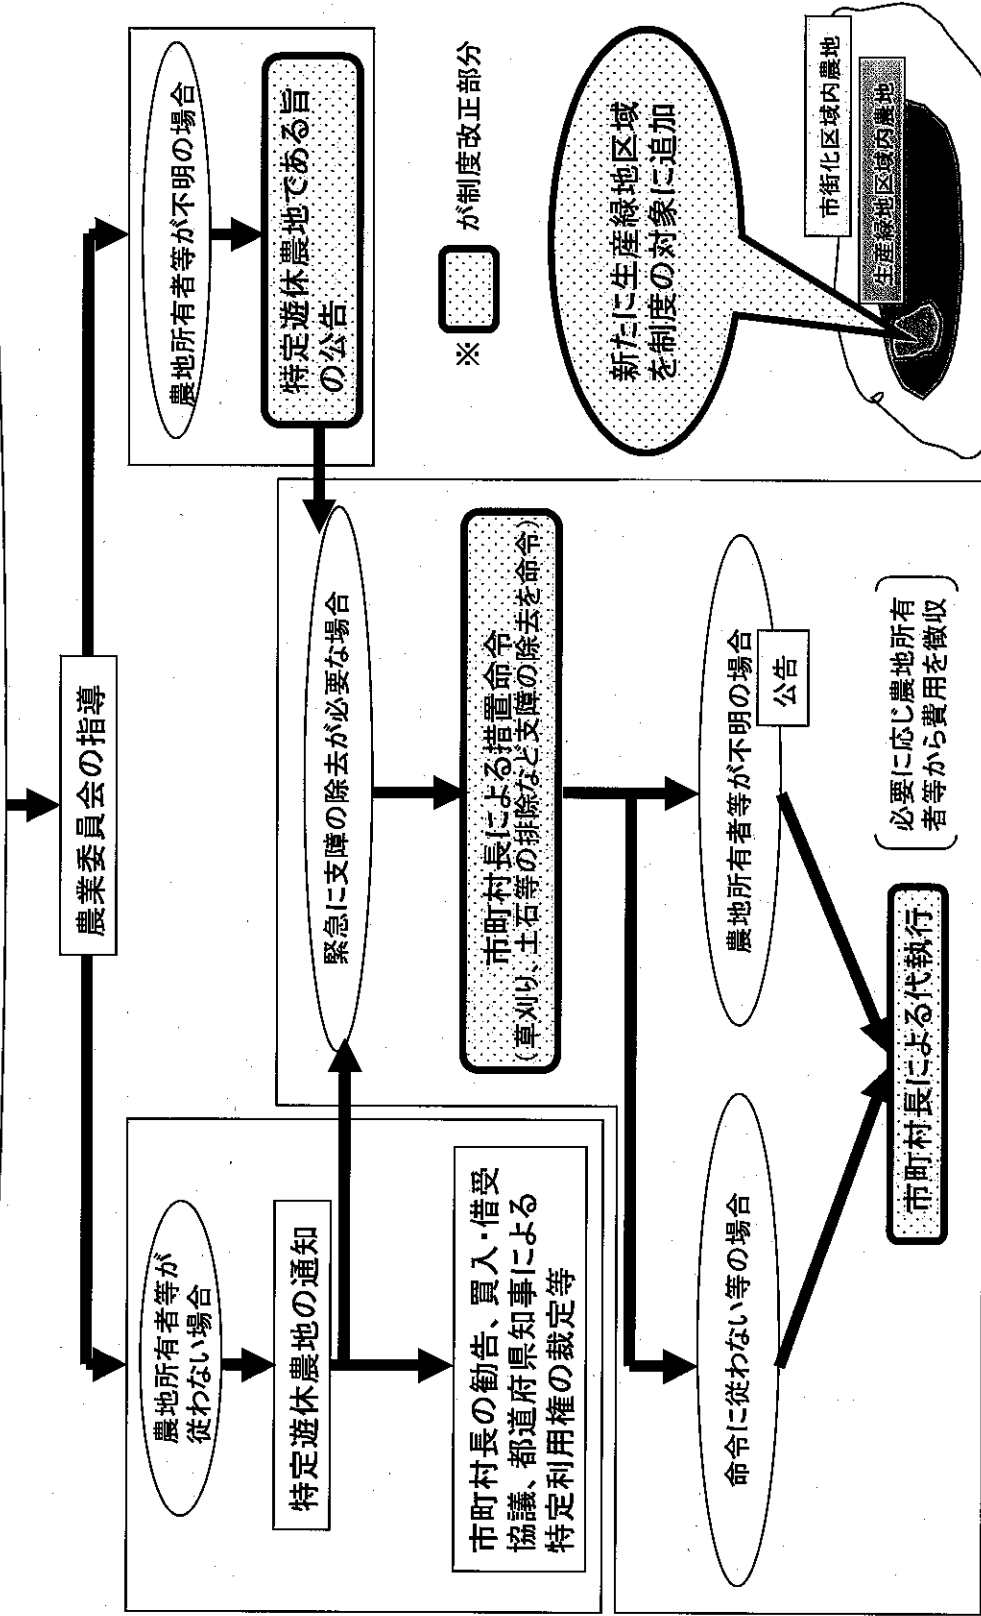 農業委員会の指導
農地所有者等が
従わない場合
特定遊休農地の通知
市町村長の勧告、買入・借受
協議、都道府県知事による
特定利用権の裁定等
農地所有者等が不明の場合
特定遊休農地である旨
の公告
緊急に支障の除去が必要な場合
市町村長による措置命令
(草刈り、土石等の排除など支障の除去を命令)
命令に従わない等の場合
農地所有者等が不明の場合
公告
市町村長による代執行
必要に応じ農地所有
者等から費用を徴収
※ が制度改正部分
新たに生産緑地区域
を制度の対象に追加
市街化区域内農地
生産緑地区域内農地